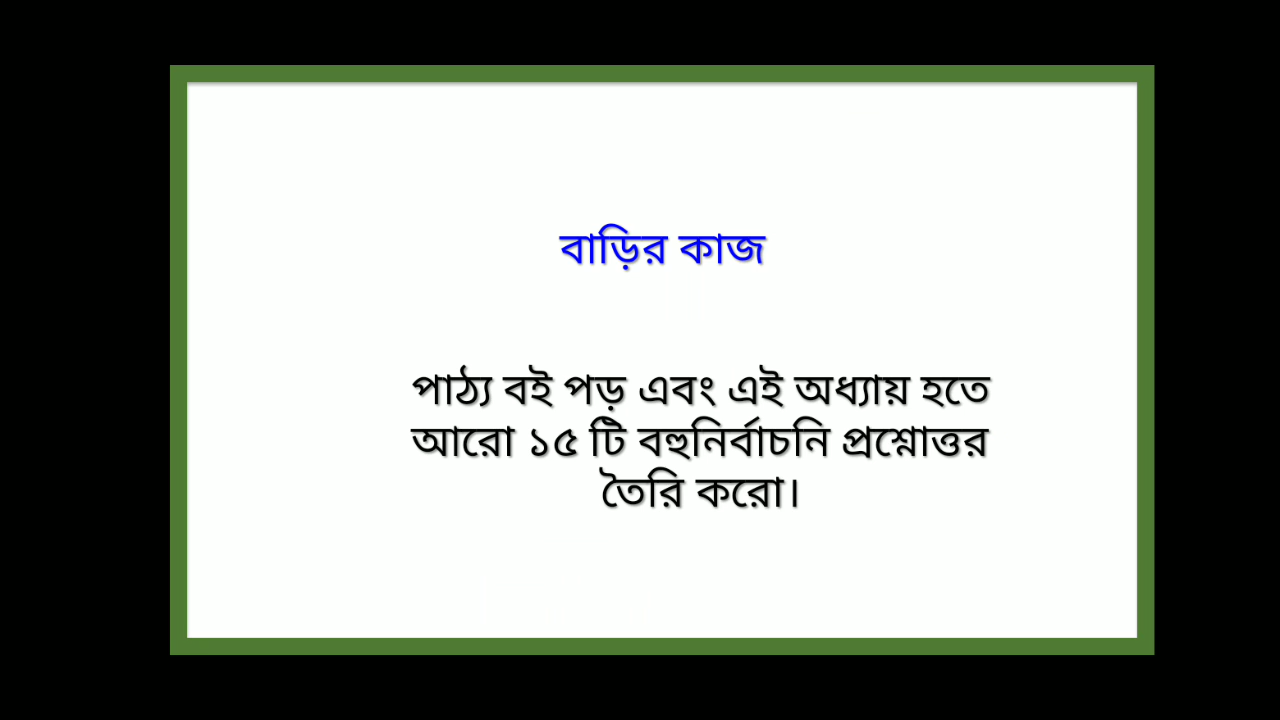 বাড়ির কাজ
পাঠ্য বই পড় এবং এই অধ্যায় হতে
আরো ১৫ টি বহুনির্বাচনি প্রশ্নোত্তর
তৈরি করো।